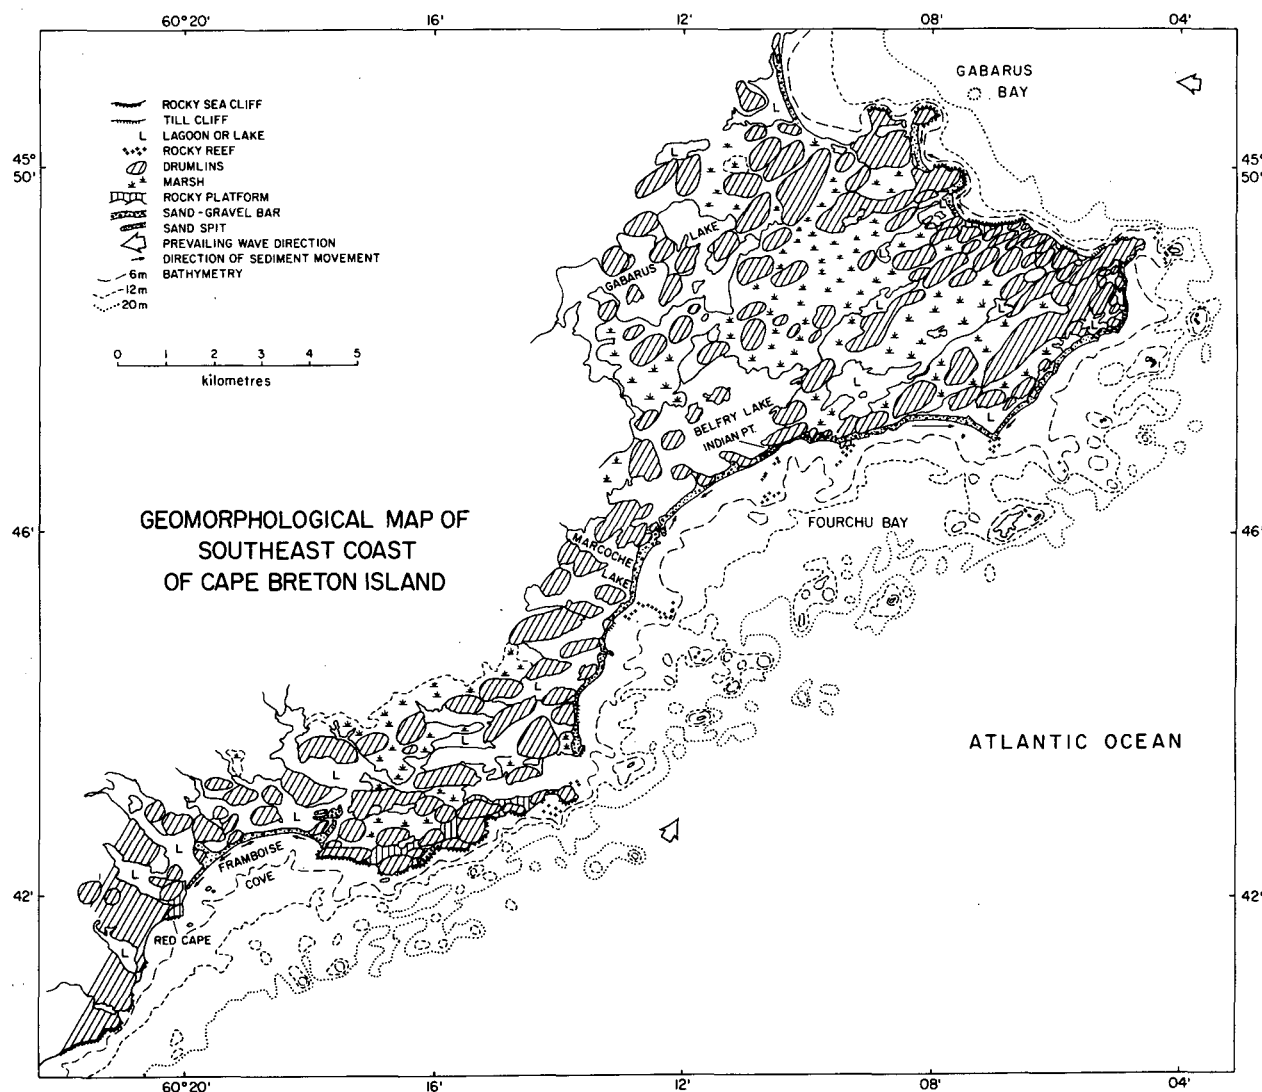 60°20' 16' 12' 08' 04'
GABARUS
BAY
ROCKY SEA CLIFF
TILL CLIFF
L LAGOON OR LAKE
ROCKY REEF
DRUMLINS
MARSH
ROCKY PLATFORM
SAND-GRAVEL BAR
SAND SPIT
PREVAILING WAVE DIRECTION
DIRECTION OF SEDIMENT MOVEMENT
6m BATHYMETRY
12m
20m
45°
50'
45°
50'
L
L
L
LAKE
GABARUS
L
L
0 1 2 3 4 5
kilometres
L
BELFRY LAKE
INDIAN PT.
L
GEOMORPHOLOGICAL MAP OF
SOUTHEAST COAST
OF CAPE BRETON ISLAND
46'
46'
FOURCHU BAY
MARCOCHE
LAKE
L
L
ATLANTIC OCEAN
L
L
L
FRAMBOISE
COVE
L
42'
42'
RED CAPE
L
60°20' 16' 12' 08' 04'